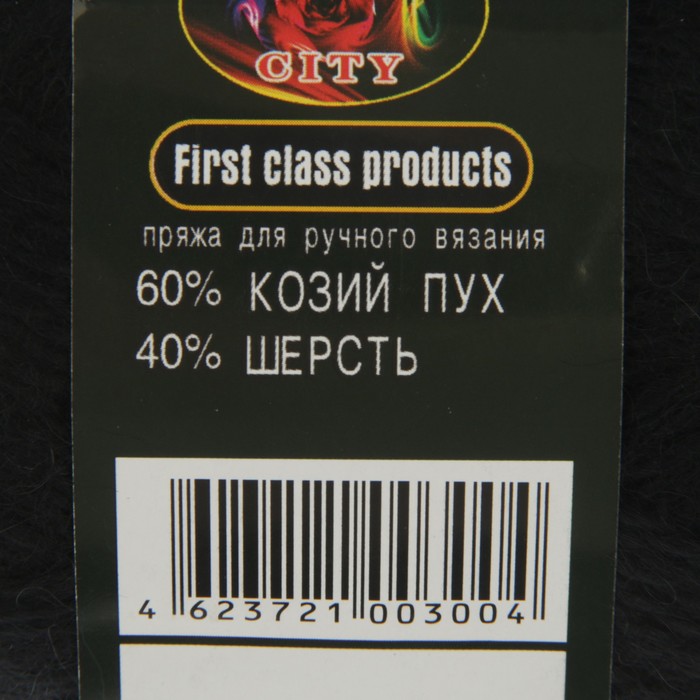 CITY
First class products
пряжа для ручного вязания
60% КОЗИЙ ПУХ
40% ШЕРСТЬ
4 623721 003004